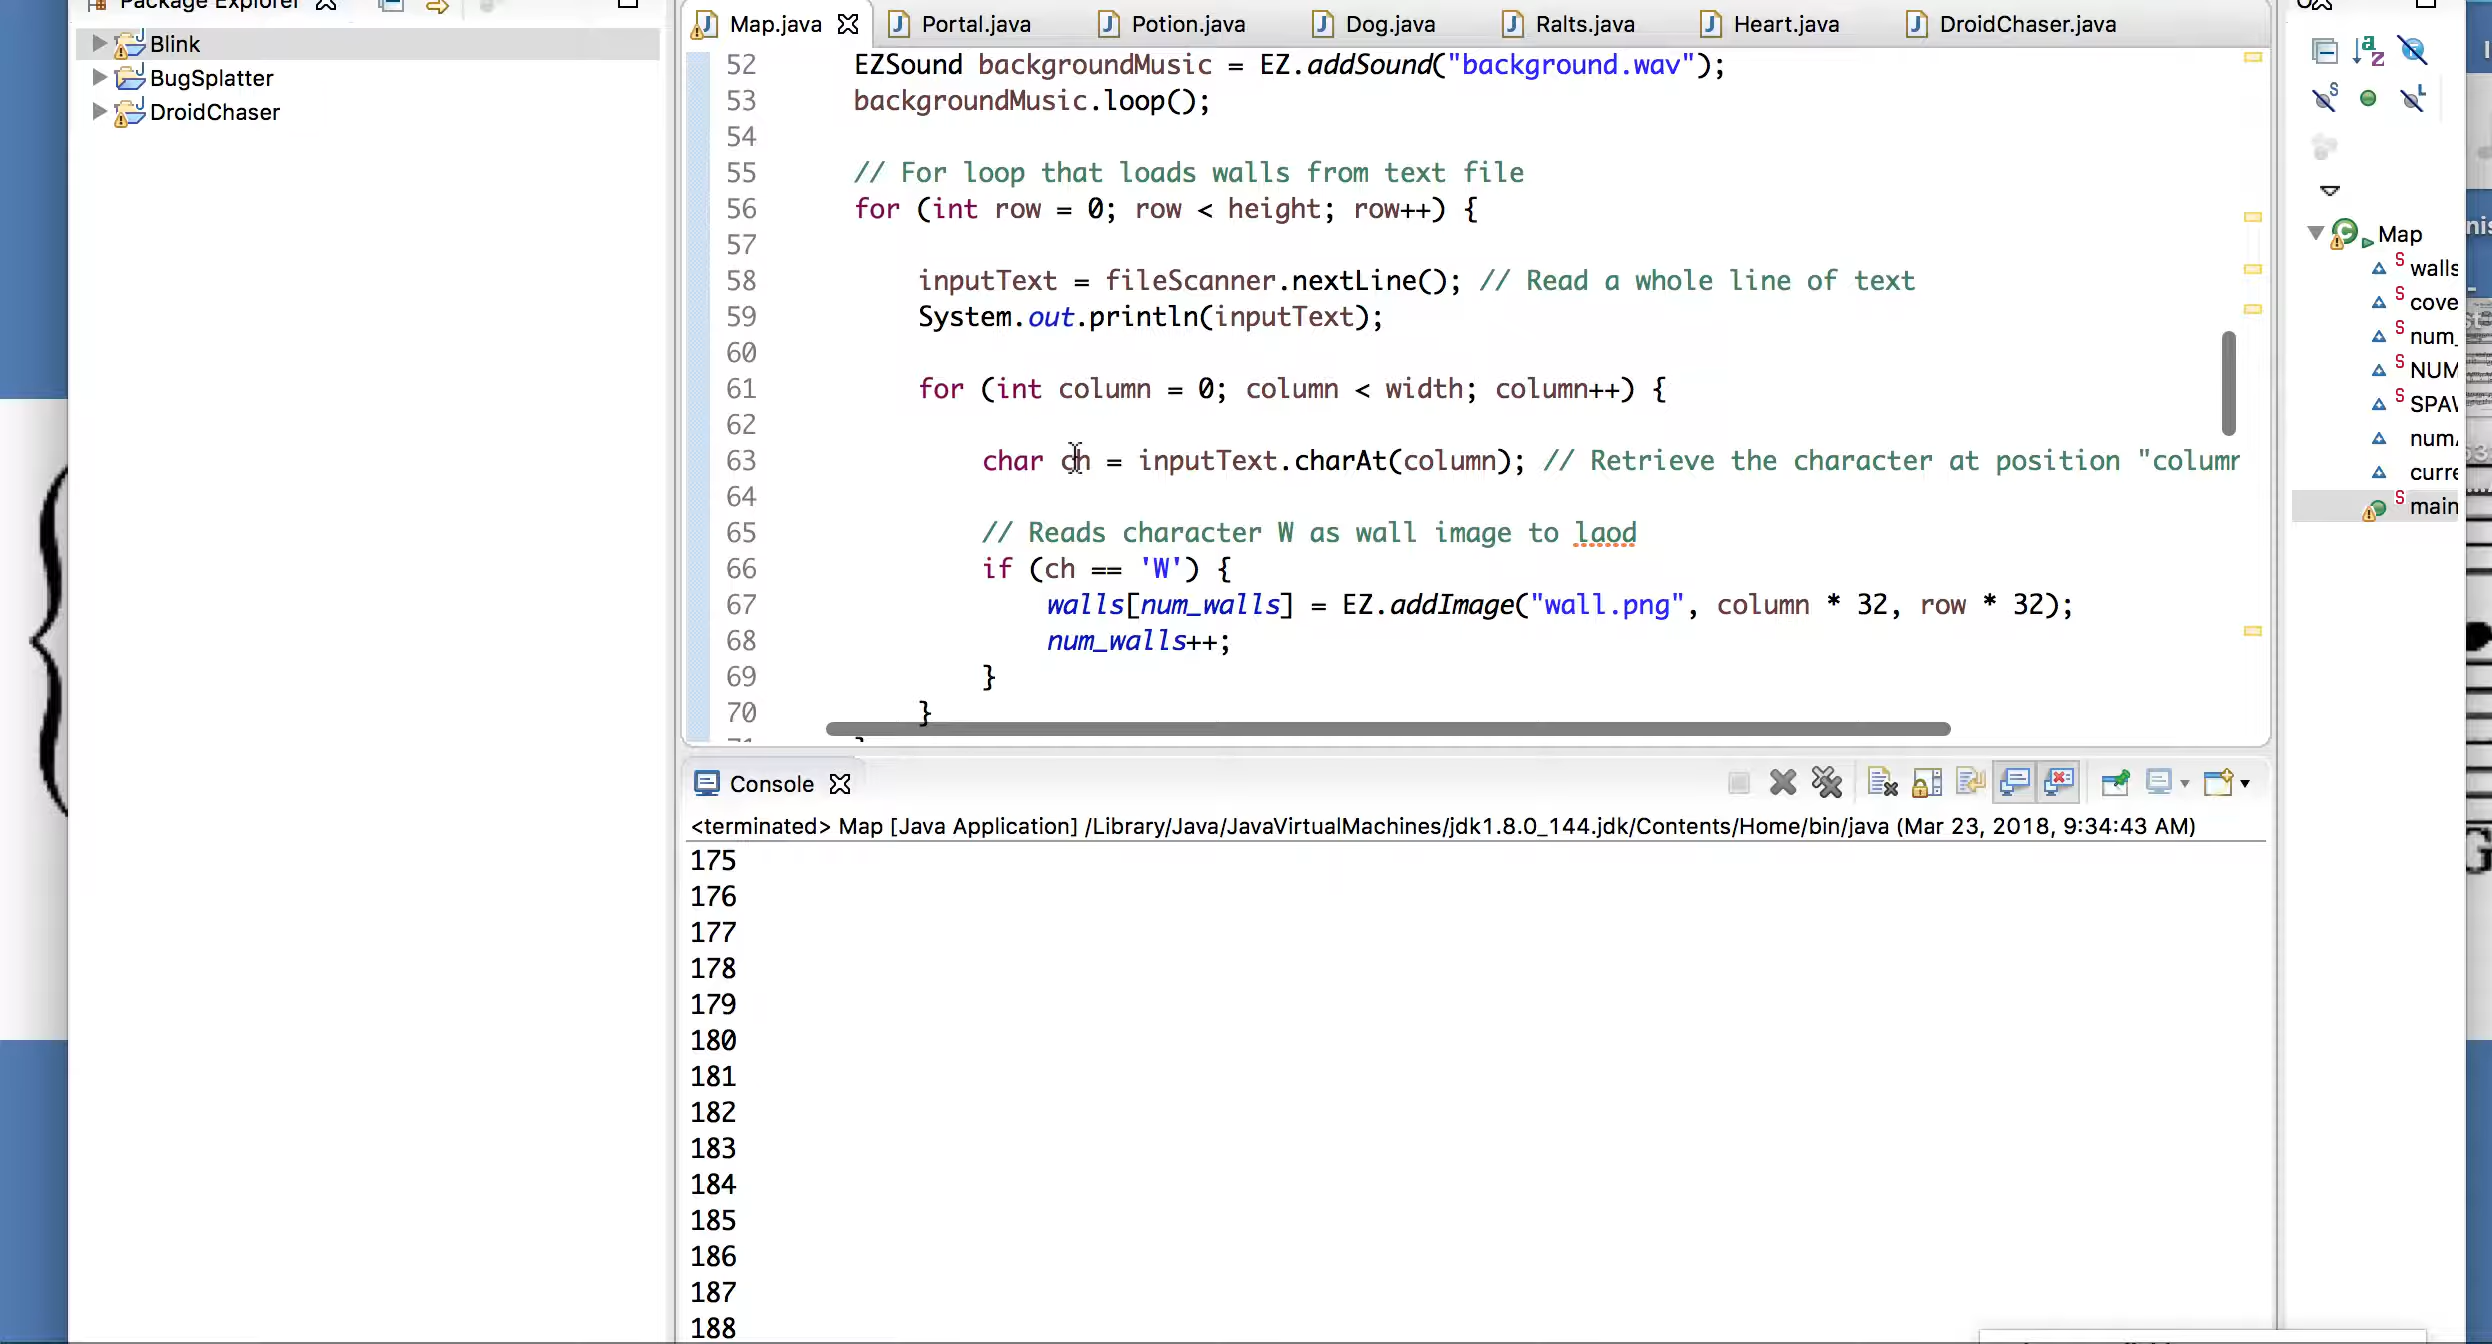 Package Explorer
Blink
BugSplatter
DroidChaser
Map.java
Portal.java
Potion.java
Dog.java
Ralts.java
Heart.java
DroidChaser.java
52 EZSound backgroundMusic = EZ.addSound("background.wav");
53 backgroundMusic.loop();
54
55 // For loop that loads walls from text file
56 for (int row = 0; row < height; row++) {
57
58 inputText = fileScanner.nextLine(); // Read a whole line of text
59 System.out.println(inputText);
60
61 for (int column = 0; column < width; column++) {
62
63 char ch = inputText.charAt(column); // Retrieve the character at position "column
64
65 // Reads character W as wall image to laod
66 if (ch == 'W') {
67 walls[num_walls] = EZ.addImage("wall.png", column * 32, row * 32);
68 num_walls++;
69 }
70 }
Console
<terminated> Map [Java Application] /Library/Java/JavaVirtualMachines/jdk1.8.0_144.jdk/Contents/Home/bin/java (Mar 23, 2018, 9:34:43 AM)
175
176
177
178
179
180
181
182
183
184
185
186
187
188
Map
walls
cove
num_
NUM
SPAW
numA
curre
main